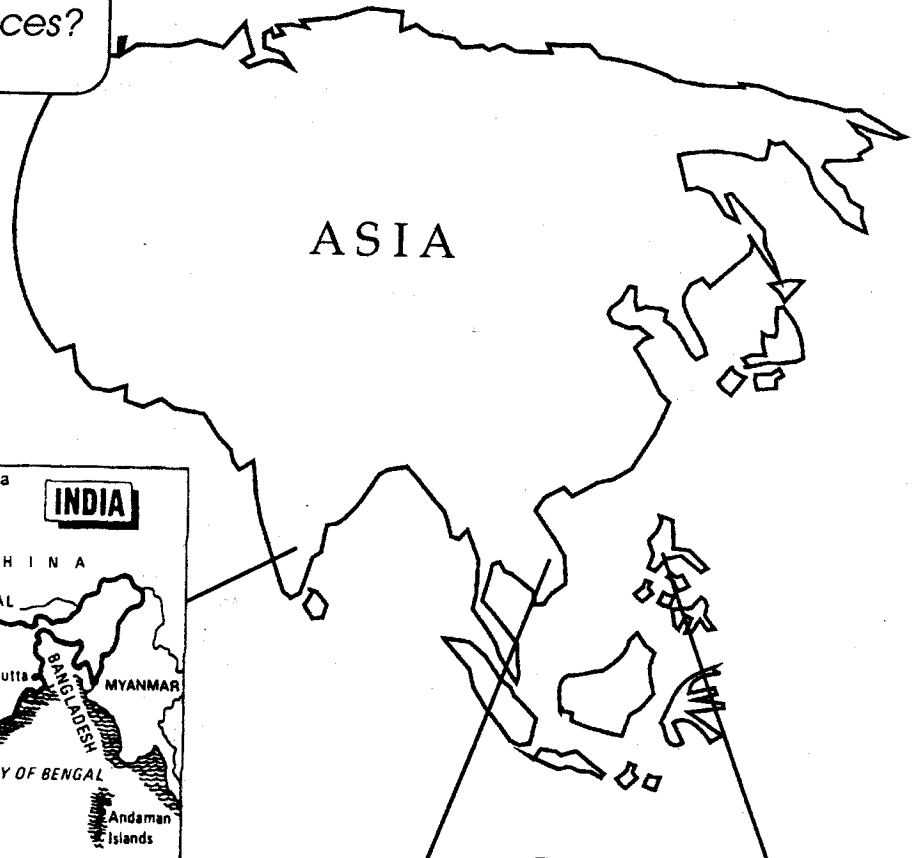 ces?
ASIA
a
INDIA
H I N A
AL
utta
BANGLADESH
MYANMAR
Y OF BENGAL
Andaman
Islands